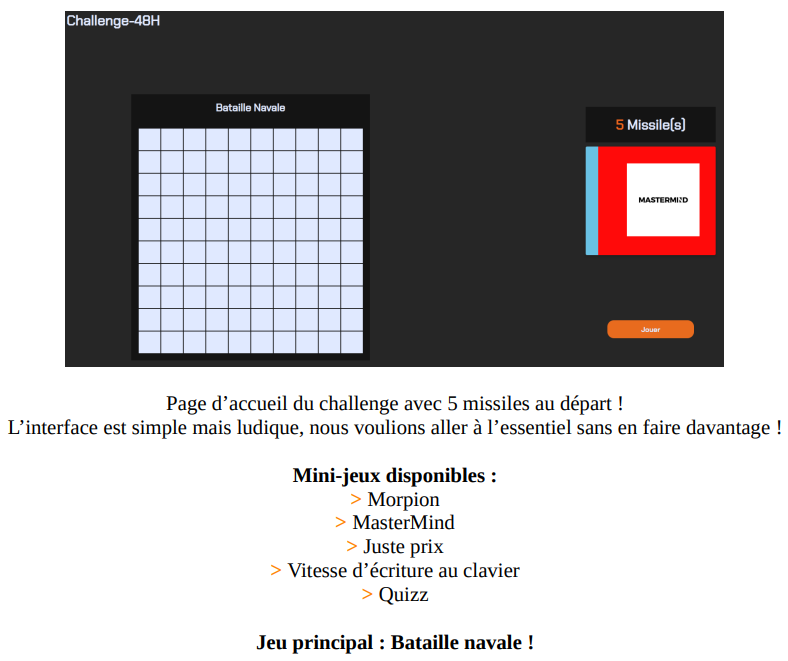 Challenge-48H
Bataille Navale
5 Missile(s)
MASTERMIND
Jouer
Page d’accueil du challenge avec 5 missiles au départ !
L’interface est simple mais ludique, nous voulions aller à l’essentiel sans en faire davantage !
Mini-jeux disponibles :
> Morpion
> MasterMind
> Juste prix
> Vitesse d’écriture au clavier
> Quizz
Jeu principal : Bataille navale !